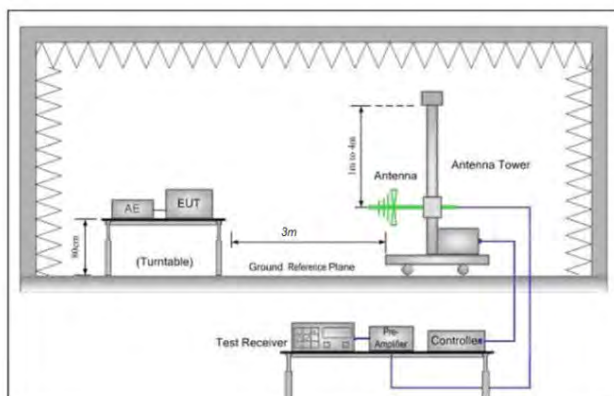 1m to 4m
Antenna
Antenna Tower
AE
EUT
3m
80cm
(Turntable)
Ground Reference Plane
Test Receiver
Pre-
Amplifier
Controller